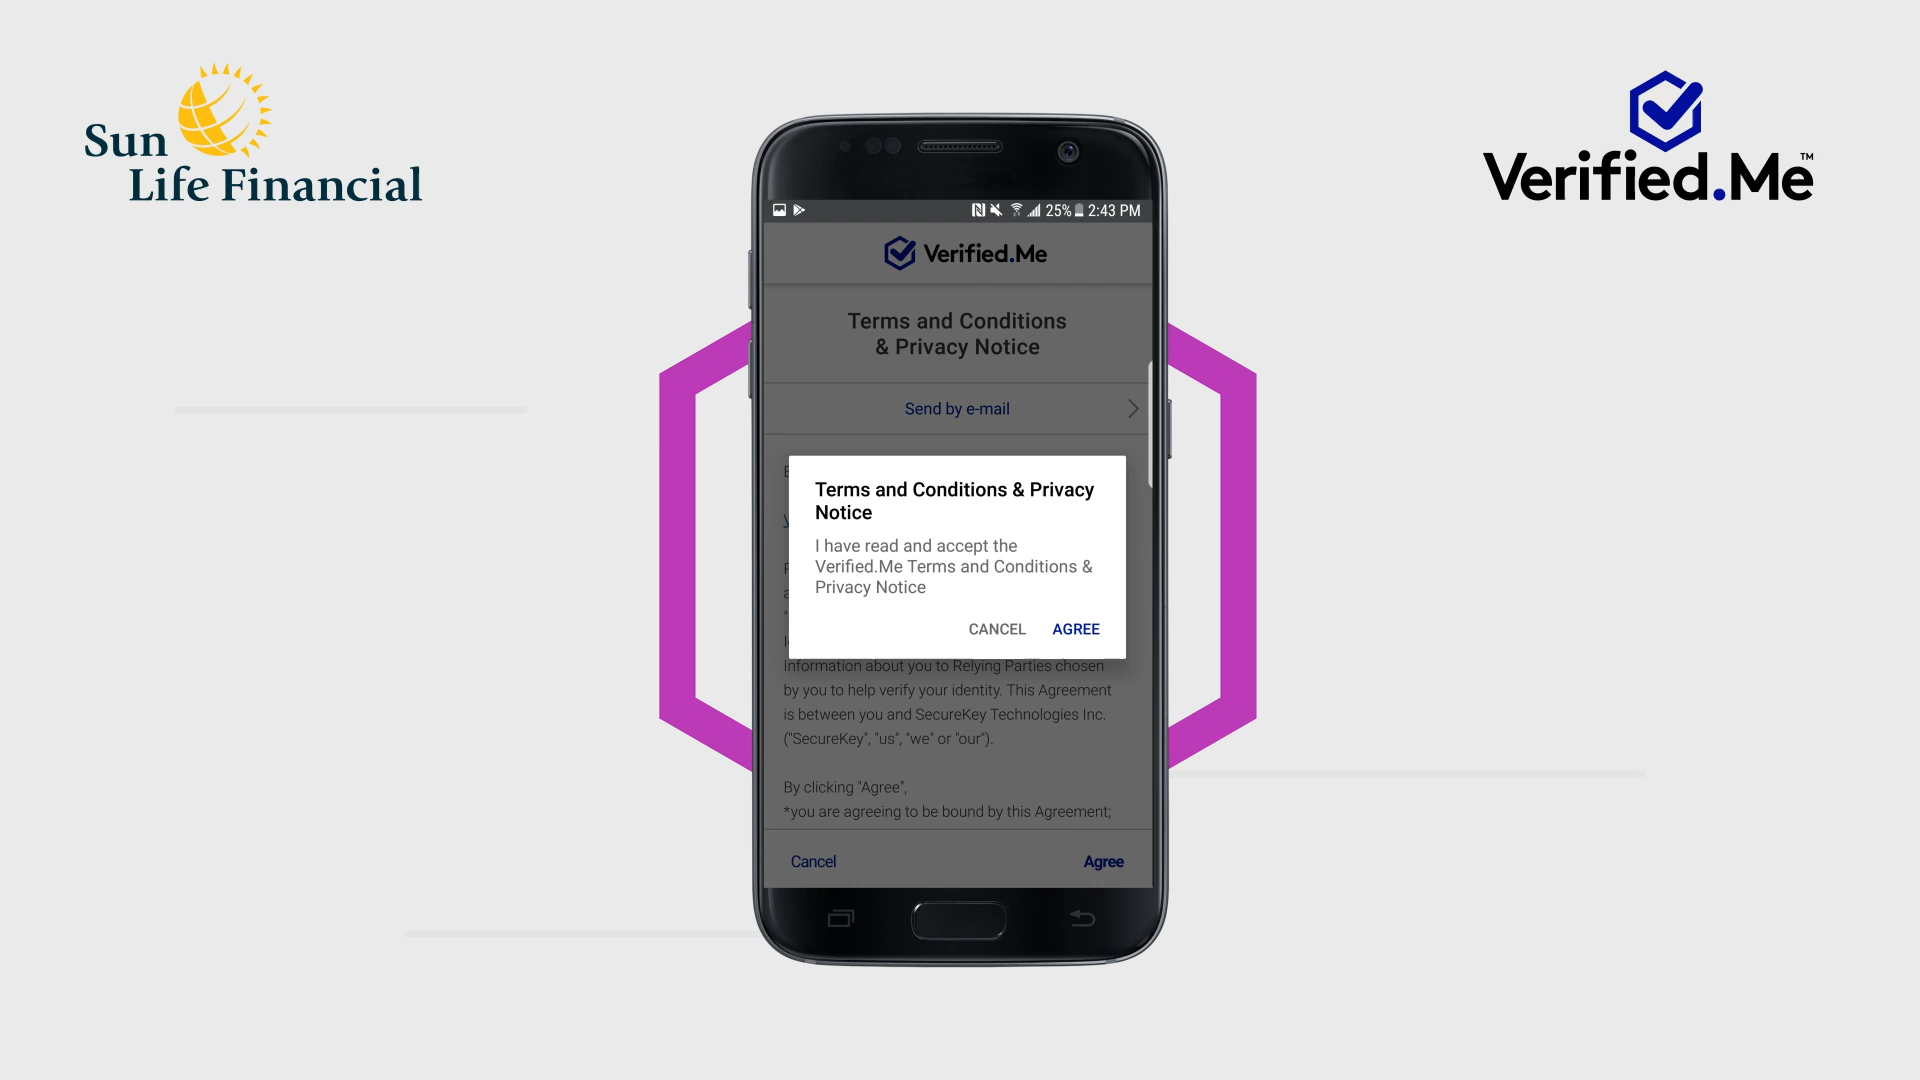 Sun
Life Financial
Verified.Me™
25% 2:43 PM
Verified.Me
Terms and Conditions
& Privacy Notice
Send by e-mail
Terms and Conditions & Privacy
Notice
I have read and accept the
Verified.Me Terms and Conditions &
Privacy Notice
CANCEL AGREE
Information about you to Relying Parties chosen
by you to help verify your identity. This Agreement
is between you and SecureKey Technologies Inc.
("SecureKey", "us", "we" or "our").
By clicking "Agree",
*you are agreeing to be bound by this Agreement;
Cancel Agree